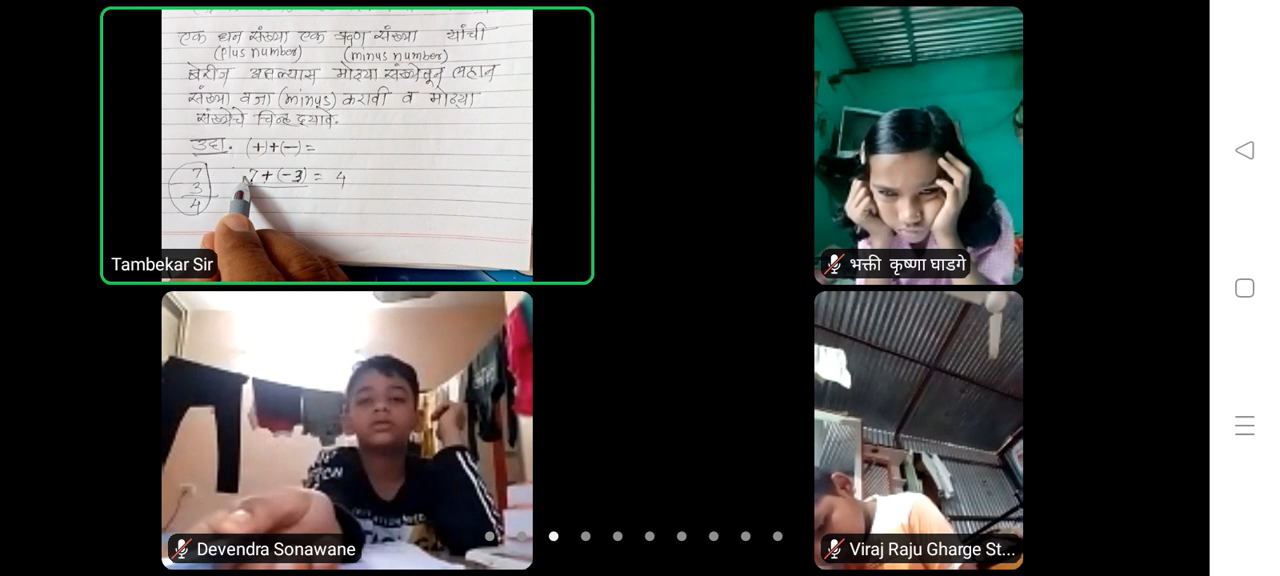 एक धन संख्या एक ऋण संख्या यांची
(plus number) (minus number)
बेरीज असल्यास मोठ्या संख्येतून लहान
संख्या वजा (minus) करावी व मोठ्या
संख्येचे चिन्ह द्यावे.
उदा. (+)+(-)=
7 7+(-3) = 4
3
4
Tambekar Sir
भक्ती कृष्णा घाडगे
Devendra Sonawane
Viraj Raju Gharge St...